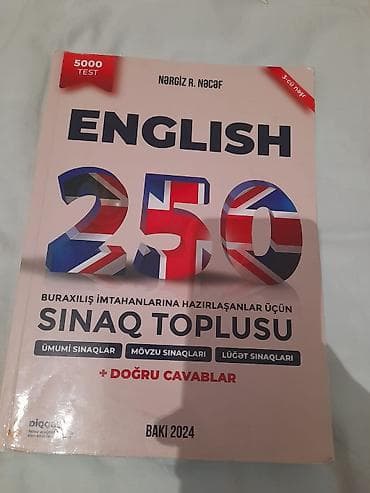 5000
TEST
NƏRGİZ R. NƏCƏF
3-cü nəşr
ENGLISH
250
BURAXILIŞ İMTAHANLARINA HAZIRLAŞANLAR ÜÇÜN
SINAQ TOPLUSU
ÜMUMİ SINAQLAR
MÖVZU SINAQLARI
LÜĞƏT SINAQLARI
+ DOĞRU CAVABLAR
BAKI 2024